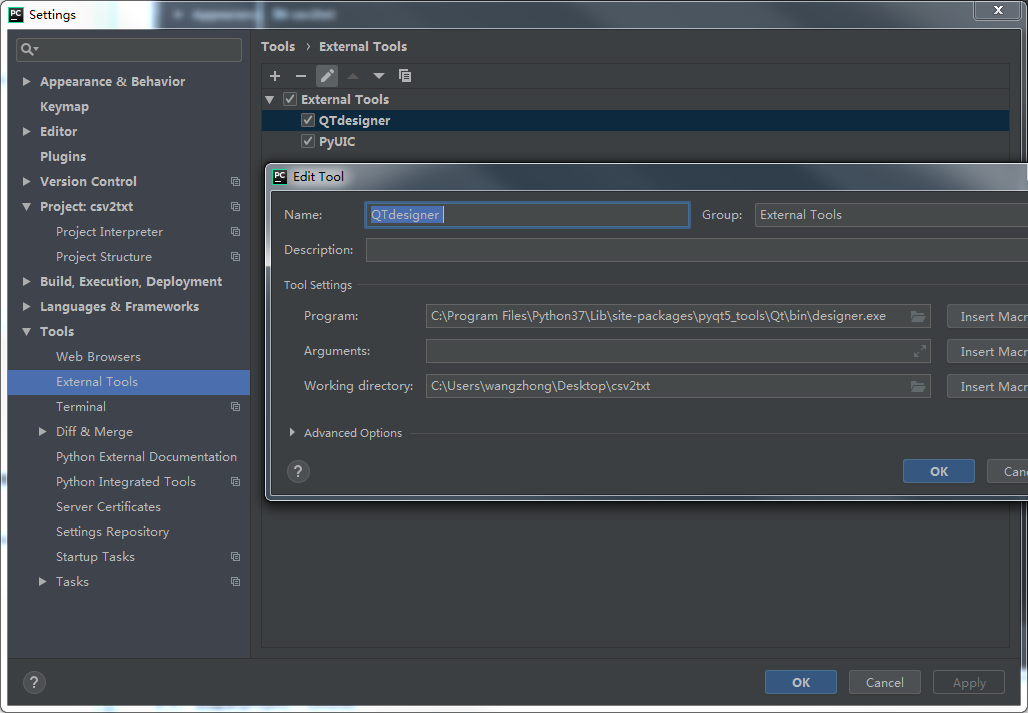 PC Settings
Tools › External Tools
Appearance & Behavior
Keymap
Editor
Plugins
Version Control
Project: csv2txt
Project Interpreter
Project Structure
Build, Execution, Deployment
Languages & Frameworks
Tools
Web Browsers
External Tools
Terminal
Diff & Merge
Python External Documentation
Python Integrated Tools
Server Certificates
Settings Repository
Startup Tasks
Tasks
External Tools
QTdesigner
PyUIC
PC Edit Tool
Name: QTdesigner Group: External Tools
Description:
Tool Settings
Program: C:\Program Files\Python37\Lib\site-packages\pyqt5_tools\Qt\bin\designer.exe Insert Macr
Arguments: Insert Macr
Working directory: C:\Users\wangzhong\Desktop\csv2txt Insert Macr
Advanced Options
? OK Canc
? OK Cancel Apply